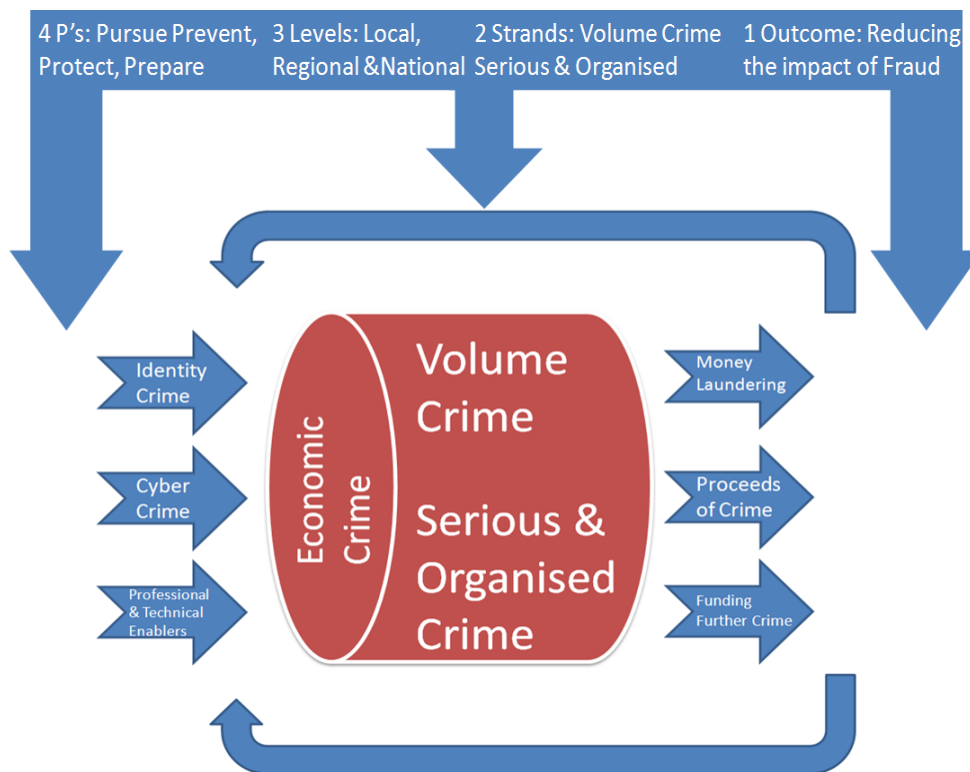 4 P's: Pursue Prevent,
Protect, Prepare
3 Levels: Local,
Regional &National
2 Strands: Volume Crime
Serious & Organised
1 Outcome: Reducing
the impact of Fraud
Identity
Crime
Cyber
Crime
Professional
& Technical
Enablers
Economic
Crime
Volume
Crime
Serious &
Organised
Crime
Money
Laundering
Proceeds
of Crime
Funding
Further Crime